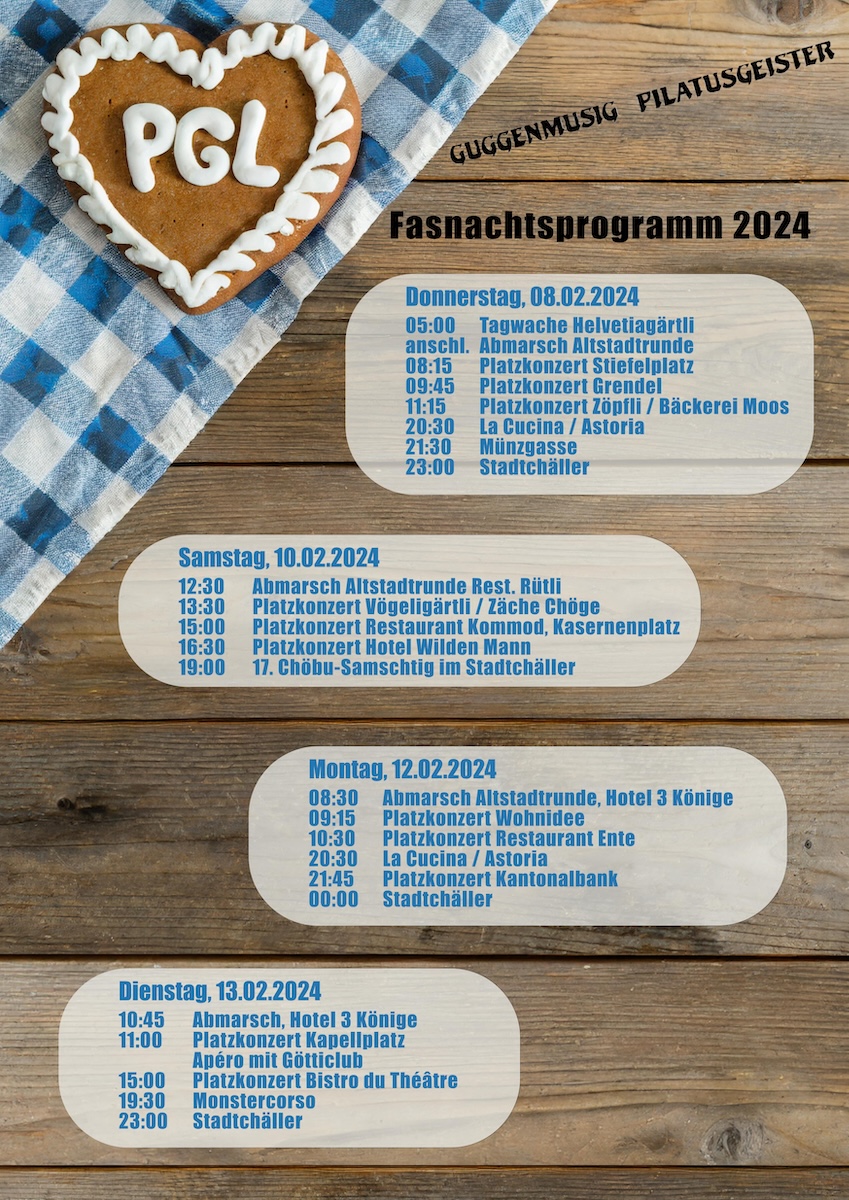 PGL
GUGGENMUSIG PILATUSGEISTER
Fasnachtsprogramm 2024
Donnerstag, 08.02.2024
05:00 Tagwache Helvetiagärtli
anschl. Abmarsch Altstadtrunde
08:15 Platzkonzert Stiefelplatz
09:45 Platzkonzert Grendel
11:15 Platzkonzert Zöpfli / Bäckerei Moos
20:30 La Cucina / Astoria
21:30 Münzgasse
23:00 Stadtchäller
Samstag, 10.02.2024
12:30 Abmarsch Altstadtrunde Rest. Rütli
13:30 Platzkonzert Vögeligärtli / Zäche Chöge
15:00 Platzkonzert Restaurant Kommod, Kasernenplatz
16:30 Platzkonzert Hotel Wilden Mann
19:00 17. Chöbu-Samschtig im Stadtchäller
Montag, 12.02.2024
08:30 Abmarsch Altstadtrunde, Hotel 3 Könige
09:15 Platzkonzert Wohnidee
10:30 Platzkonzert Restaurant Ente
20:30 La Cucina / Astoria
21:45 Platzkonzert Kantonalbank
00:00 Stadtchäller
Dienstag, 13.02.2024
10:45 Abmarsch, Hotel 3 Könige
11:00 Platzkonzert Kapellplatz
Apéro mit Götticlub
15:00 Platzkonzert Bistro du Théâtre
19:30 Monstercorso
23:00 Stadtchäller